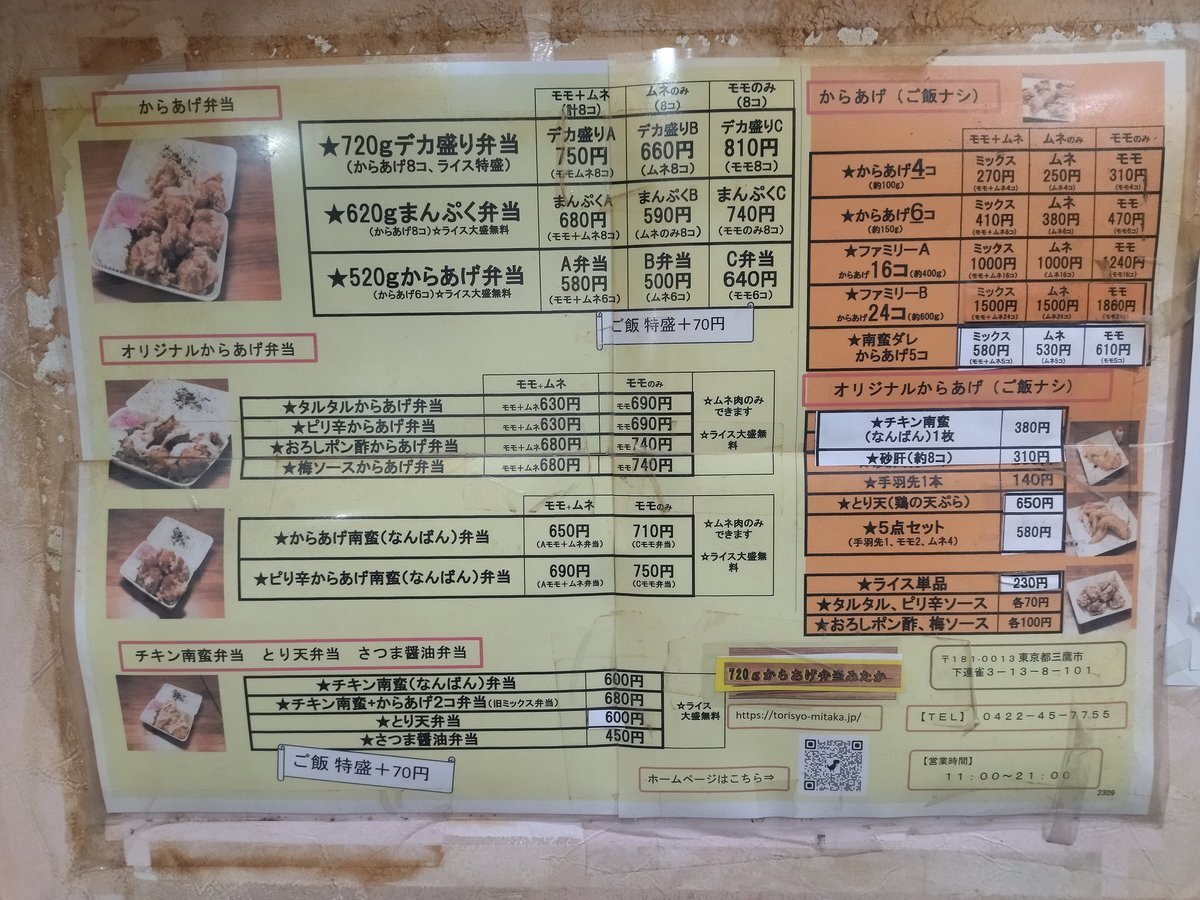 からあげ弁当
モモ+ムネ ムネのみ モモのみ
(計8コ) (8コ) (8コ)
★720gデカ盛り弁当 デカ盛りA デカ盛りB デカ盛りC
(からあげ8コ、ライス特盛) 750円 660円 810円
(モモムネ8コ) (ムネ8コ) (モモ8コ)
★620gまんぷく弁当 まんぷくA まんぷくB まんぷくC
(からあげ8コ)☆ライス大盛無料 680円 590円 740円
(モモ+ムネ8コ) (ムネのみ8コ) (モモのみ8コ)
★520gからあげ弁当 A弁当 B弁当 C弁当
(からあげ6コ)☆ライス大盛無料 580円 500円 640円
(モモ+ムネ6コ) (ムネ6コ) (モモ6コ)
ご飯 特盛+70円
オリジナルからあげ弁当
モモ+ムネ モモのみ
★タルタルからあげ弁当 モモ+ムネ630円 モモ690円
★ピリ辛からあげ弁当 モモ+ムネ630円 モモ690円
★おろしポン酢からあげ弁当 モモ+ムネ680円 モモ740円
★梅ソースからあげ弁当 モモ+ムネ680円 モモ740円
☆ムネ肉のみ
できます
☆ライス大盛無
料
モモ+ムネ モモのみ
★からあげ南蛮(なんばん)弁当 650円 710円
(Aモモ+ムネ弁当) (Cモモ弁当)
★ピり辛からあげ南蛮(なんばん)弁当 690円 750円
(Aモモ+ムネ弁当) (Cモモ弁当)
☆ムネ肉のみ
できます
☆ライス大盛無
料
チキン南蛮弁当 とり天弁当 さつま醤油弁当
★チキン南蛮(なんばん)弁当 600円
★チキン南蛮+からあげ2コ弁当(旧ミックス弁当) 680円
★とり天弁当 600円
★さつま醤油弁当 450円
☆ライス
大盛無料
ご飯 特盛+70円
からあげ(ご飯ナシ)
モモ+ムネ ムネのみ モモのみ
★からあげ4コ ミックス ムネ モモ
(約100g) 270円 250円 310円
(モモ+ムネ4コ) (ムネ4コ) (モモ4コ)
★からあげ6コ ミックス ムネ モモ
(約150g) 410円 380円 470円
(モモ+ムネ6コ) (ムネ6コ) (モモ6コ)
★ファミリーA ミックス ムネ モモ
からあげ16コ(約400g) 1000円 1000円 1240円
(モモ+ムネ16コ) (ムネ16コ) (モモ16コ)
★ファミリーB ミックス ムネ モモ
からあげ24コ(約600g) 1500円 1500円 1860円
(モモ+ムネ24コ) (ムネ24コ)
★南蛮ダレ ミックス ムネ モモ
からあげ5コ 580円 530円 610円
(モモ+ムネ5コ) (ムネ5コ) (モモ5コ)
オリジナルからあげ(ご飯ナシ)
★チキン南蛮
(なんばん)1枚 380円
★砂肝(約8コ) 310円
★手羽先1本 140円
★とり天(鶏の天ぷら) 650円
★5点セット 580円
(手羽先1、モモ2、ムネ4)
★ライス単品 230円
★タルタル、ピリ辛ソース 各70円
★おろしポン酢、梅ソース 各100円
720gからあげ弁当みたか
https://torisyo-mitaka.jp/
ホームページはこちら⇒
〒181-0013東京都三鷹市
下連雀3-13-8-101
【TEL】 0422-45-7755
【営業時間】
11:00~21:00
2309